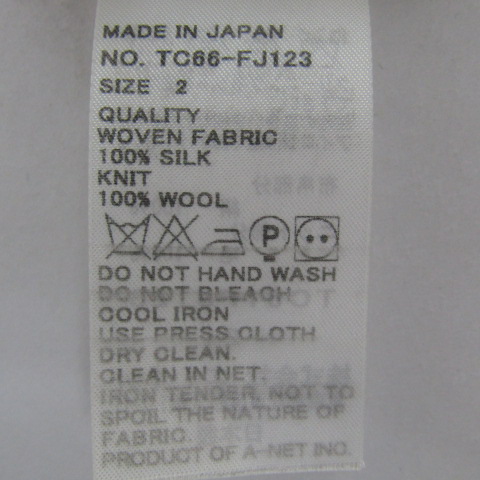 MADE IN JAPAN
NO. TC66-FJ123
SIZE 2
QUALITY
WOVEN FABRIC
100% SILK
KNIT
100% WOOL
P
DO NOT HAND WASH
DO NOT BLEACH
COOL IRON
USE PRESS CLOTH
DRY CLEAN.
CLEAN IN NET.
IRON TENDER, NOT TO
SPOIL THE NATURE OF
FABRIC.
PRODUCT OF A-NET INC.